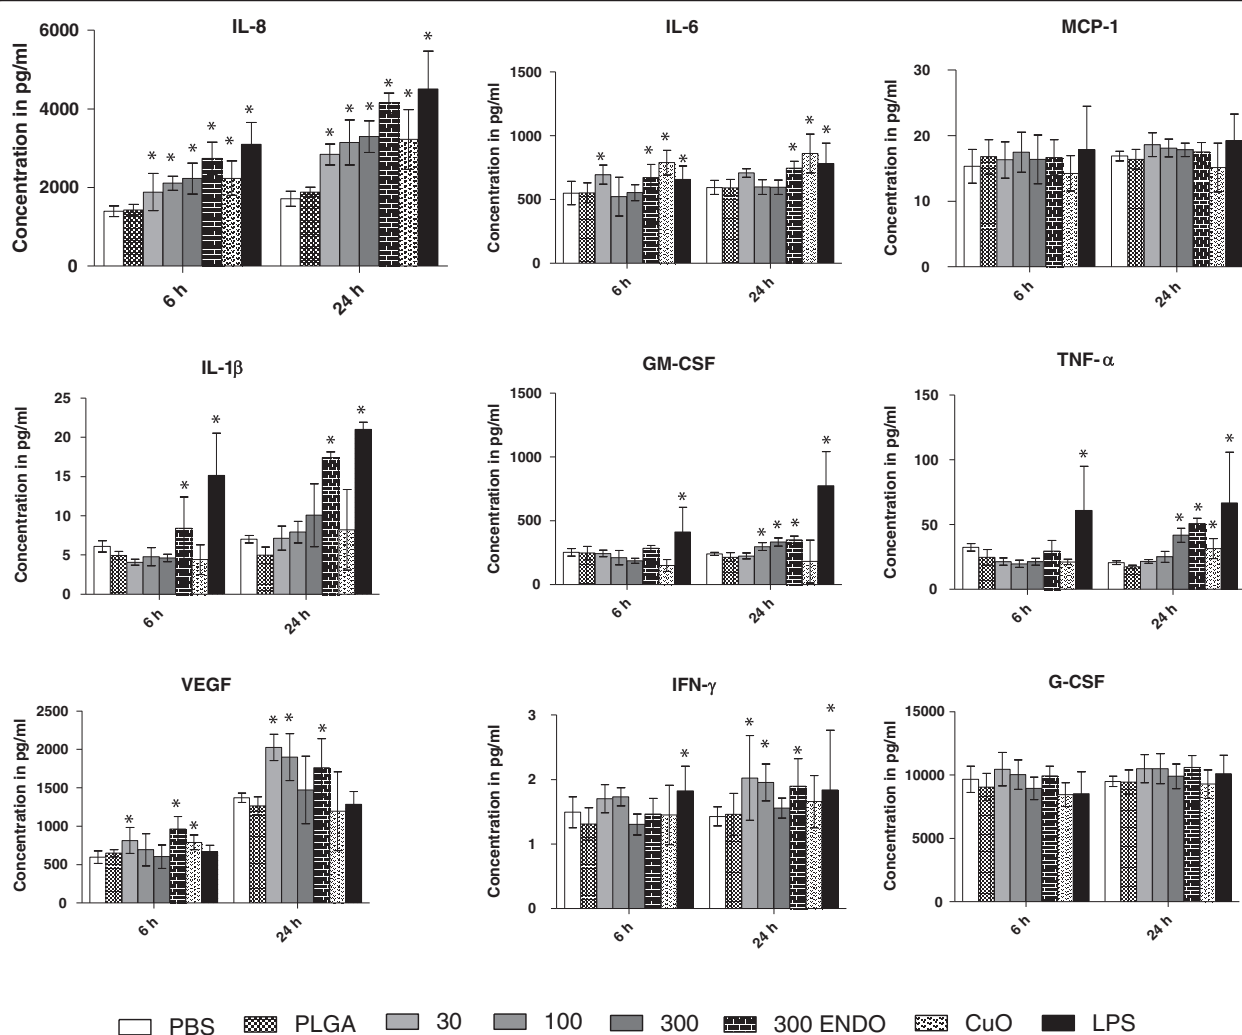 IL-8
Concentration in pg/ml
6000
4000
2000
0
* * * * * *
* * * * * *
6 h
24 h
IL-6
Concentration in pg/ml
1500
1000
500
0
* * * *
* * *
6 h
24 h
MCP-1
Concentration in pg/ml
30
20
10
0
6 h
24 h
IL-1β
Concentration in pg/ml
25
20
15
10
5
0
* *
* *
6 h
24 h
GM-CSF
Concentration in pg/ml
1500
1000
500
0
*
* * * *
6 h
24 h
TNF- α
Concentration in pg/ml
150
100
50
0
*
* * * *
6 h
24 h
VEGF
Concentration in pg/ml
2500
2000
1500
1000
500
0
* * *
* * *
6 h
24 h
IFN-γ
Concentration in pg/ml
3
2
1
0
*
* * * *
6 h
24 h
G-CSF
Concentration in pg/ml
15000
10000
5000
0
6 h
24 h
PBS PLGA 30 100 300 300 ENDO CuO LPS